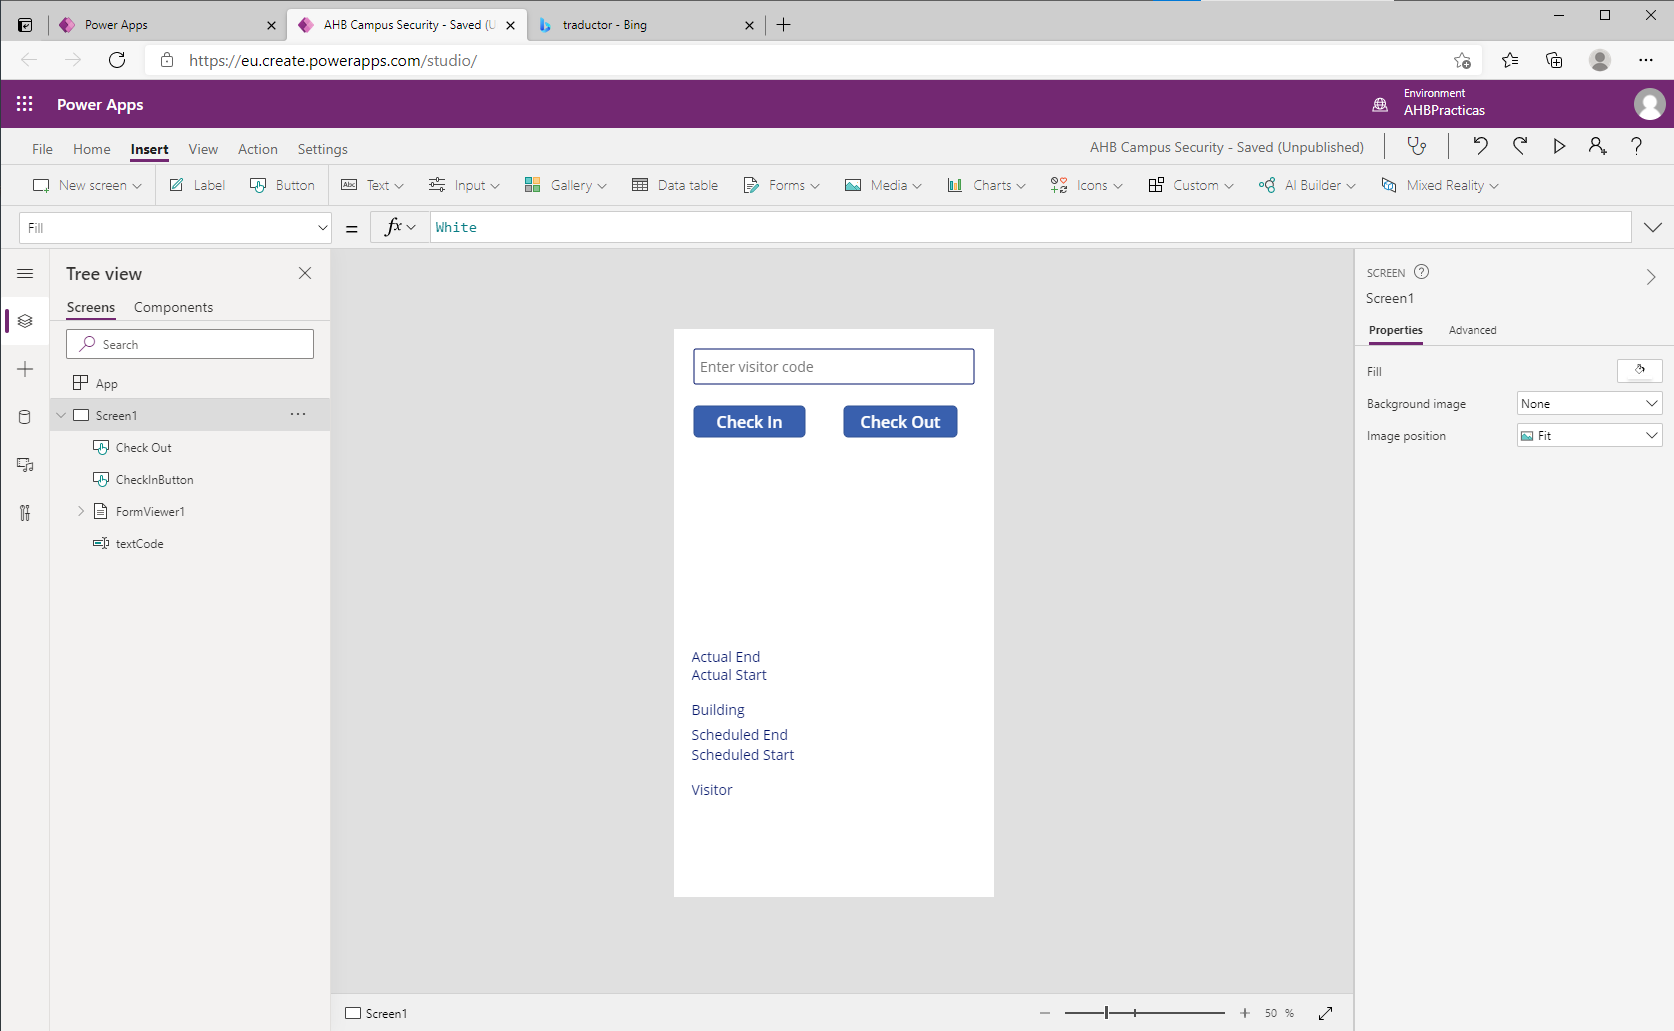 Power Apps
AHB Campus Security - Saved (U
traductor - Bing
https://eu.create.powerapps.com/studio/
Power Apps
Environment
AHBPracticas
File Home Insert View Action Settings
AHB Campus Security - Saved (Unpublished)
New screen Label Button Text Input Gallery Data table Forms Media Charts Icons Custom AI Builder Mixed Reality
Fill = fx White
Tree view
Screens Components
Search
App
Screen1
Check Out
CheckInButton
FormViewer1
textCode
Enter visitor code
Check In Check Out
Actual End
Actual Start
Building
Scheduled End
Scheduled Start
Visitor
SCREEN
Screen1
Properties Advanced
Fill
Background image None
Image position Fit
Screen1
50 %